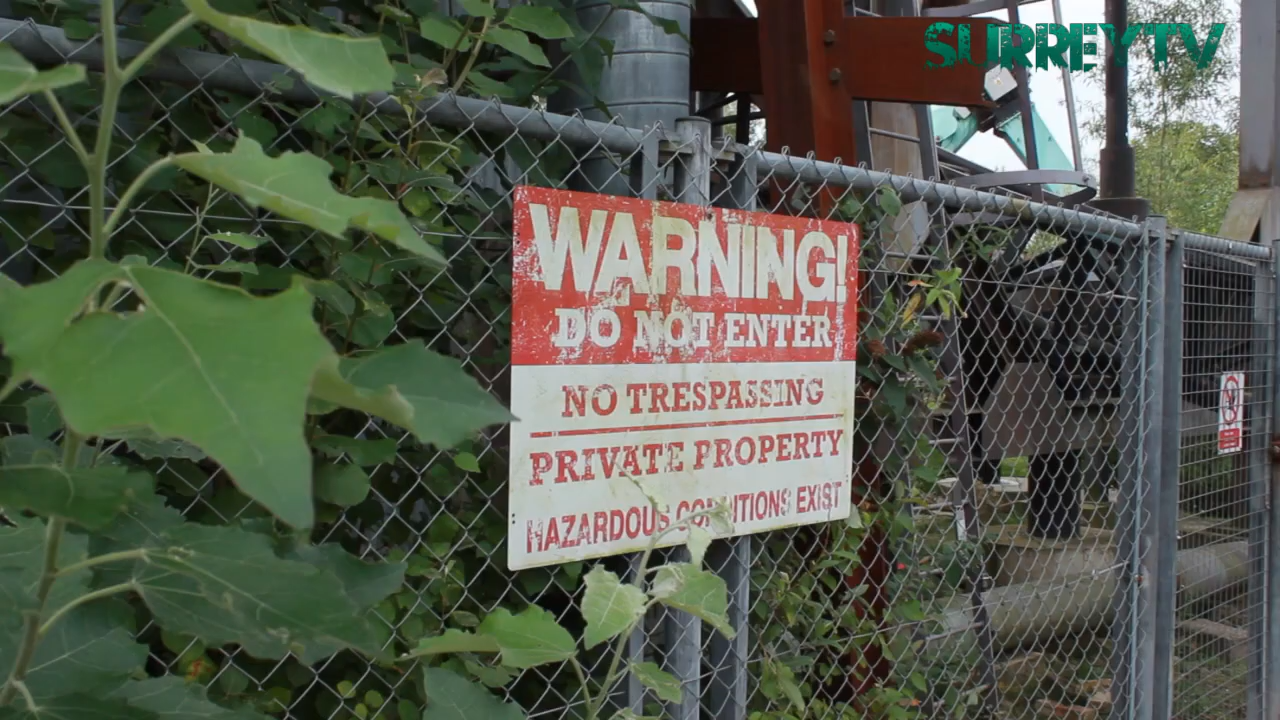 SURREYTV
WARNING!
DO NOT ENTER
NO TRESPASSING
PRIVATE PROPERTY
HAZARDOUS CONDITIONS EXIST